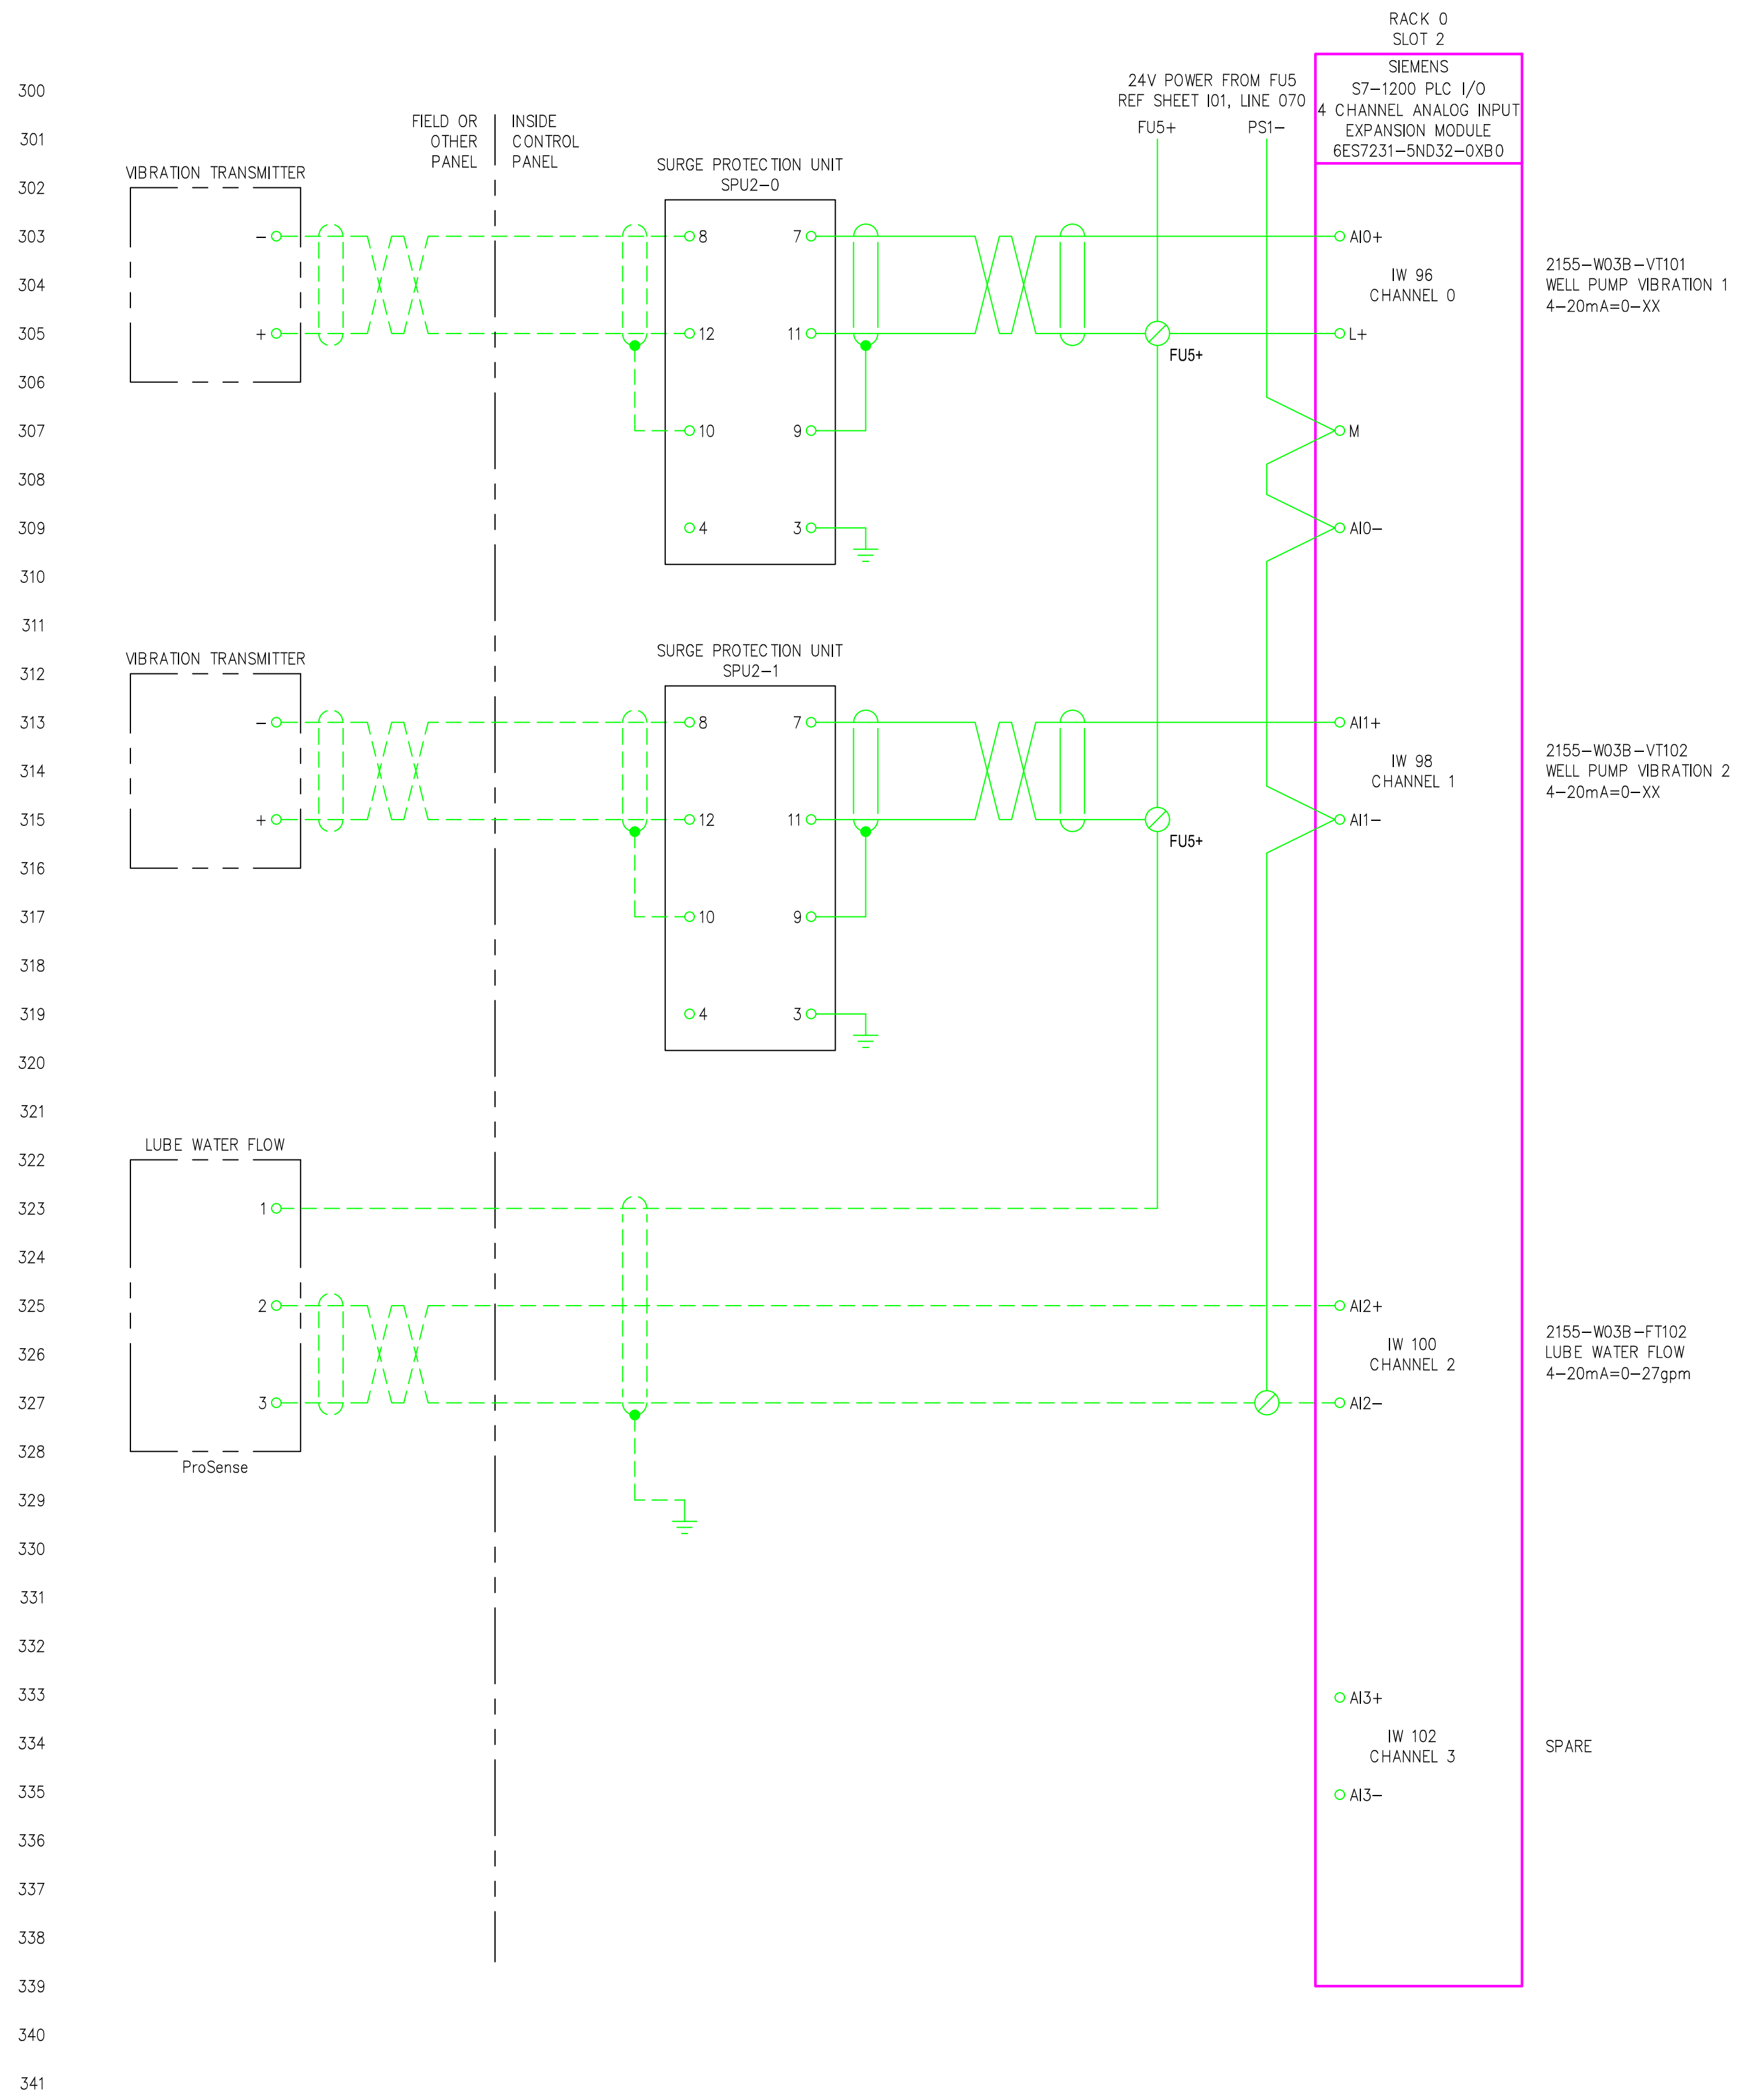 RACK 0
SLOT 2
SIEMENS
S7-1200 PLC I/O
4 CHANNEL ANALOG INPUT
EXPANSION MODULE
6ES7231-5ND32-0XB0
24V POWER FROM FU5
REF SHEET I01, LINE 070
FU5+
PS1-
FIELD OR
OTHER
PANEL
INSIDE
CONTROL
PANEL
300
301
302
303
304
305
306
307
308
309
310
311
312
313
314
315
316
317
318
319
320
321
322
323
324
325
326
327
328
329
330
331
332
333
334
335
336
337
338
339
340
341
VIBRATION TRANSMITTER
-
+
SURGE PROTECTION UNIT
SPU2-0
8
7
12
11
10
9
4
3
FU5+
AI0+
IW 96
CHANNEL 0
L+
M
AI0-
2155-W03B-VT101
WELL PUMP VIBRATION 1
4-20mA=0-XX
VIBRATION TRANSMITTER
-
+
SURGE PROTECTION UNIT
SPU2-1
8
7
12
11
10
9
4
3
FU5+
AI1+
IW 98
CHANNEL 1
AI1-
2155-W03B-VT102
WELL PUMP VIBRATION 2
4-20mA=0-XX
LUBE WATER FLOW
1
2
3
ProSense
AI2+
IW 100
CHANNEL 2
AI2-
2155-W03B-FT102
LUBE WATER FLOW
4-20mA=0-27gpm
AI3+
IW 102
CHANNEL 3
AI3-
SPARE